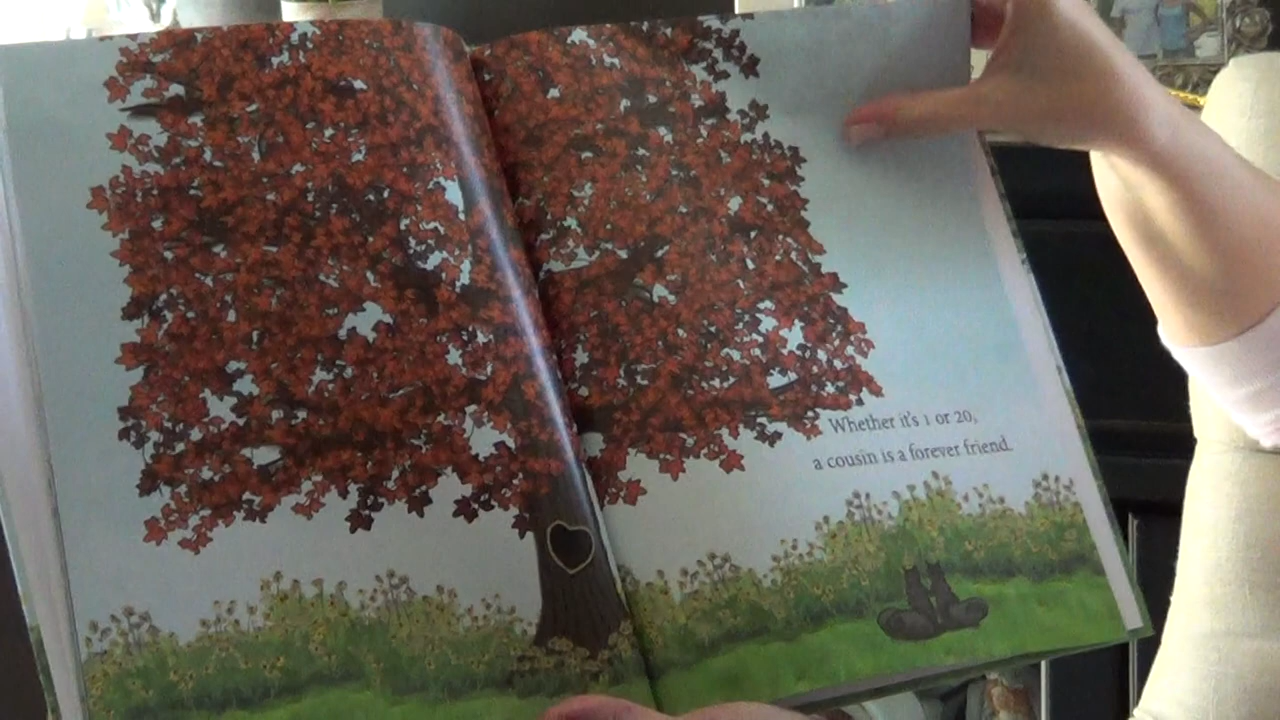 Whether it's 1 or 20,
a cousin is a forever friend.